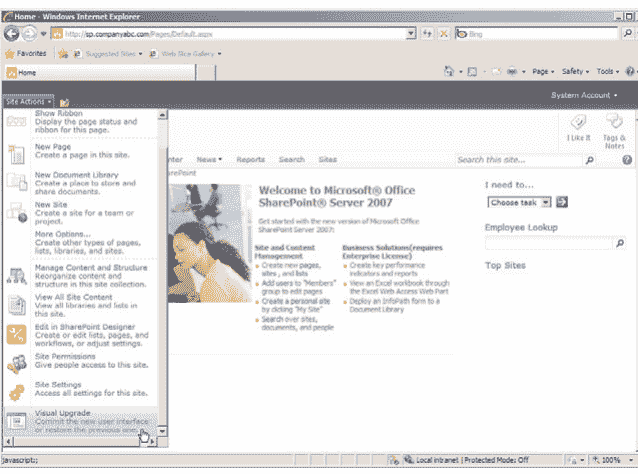 Home - Windows Internet Explorer
http://sp.companyabc.com/Pages/Default.aspx
Bing
Favorites
Suggested Sites
Web Slice Gallery
Home
Page
Safety
Tools
Site Actions
System Account
Show Ribbon
Display the page status and
ribbon for this page.
New Page
Create a page in this site.
New Document Library
Create a place to store and
share documents.
New Site
Create a site for a team or
project.
More Options...
Create other types of pages,
lists, libraries, and sites.
Manage Content and Structure
Reorganize content and
structure in this site collection.
View All Site Content
View all libraries and lists in
this site.
Edit in SharePoint Designer
Create or edit lists, pages, and
workflows, or adjust settings.
Site Permissions
Give people access to this site.
Site Settings
Access all settings for this site.
Visual Upgrade
Commit the new user interface
or restore the previous one.
I Like It
Tags &
Notes
nter News Reports Search Sites
Search this site...
rePoint
Welcome to Microsoft® Office
SharePoint® Server 2007
Get started with the new version of Microsoft Office
SharePoint Server 2007:
Site and Content
Management
Create new pages,
sites, and lists
Add users to "Members"
group to edit pages
Create a personal site
by clicking "My Site"
Search over sites,
documents, and people
Business Solutions(requires
Enterprise License)
Create key performance
indicators and reports
View an Excel workbook through
the Excel Web Access Web Part
Deploy an InfoPath form to a
Document Library
I need to...
Choose task
Employee Lookup
Top Sites
javascript:;
Local intranet | Protected Mode: Off
100%